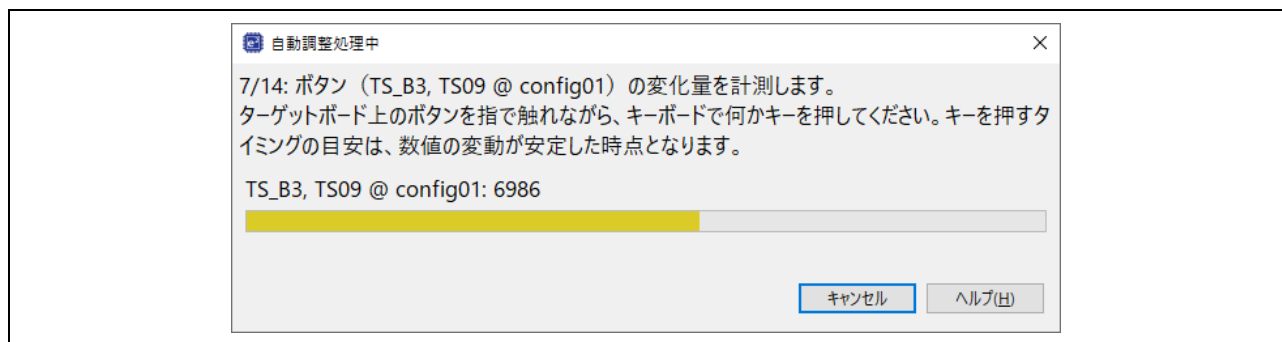 自動調整処理中
7/14: ボタン（TS_B3, TS09 @ config01）の変化量を計測します。
ターゲットボード上のボタンを指で触れながら、キーボードで何かキーを押してください。キーを押すタ
イミングの目安は、数値の変動が安定した時点となります。
TS_B3, TS09 @ config01: 6986
キャンセル
ヘルプ(H)